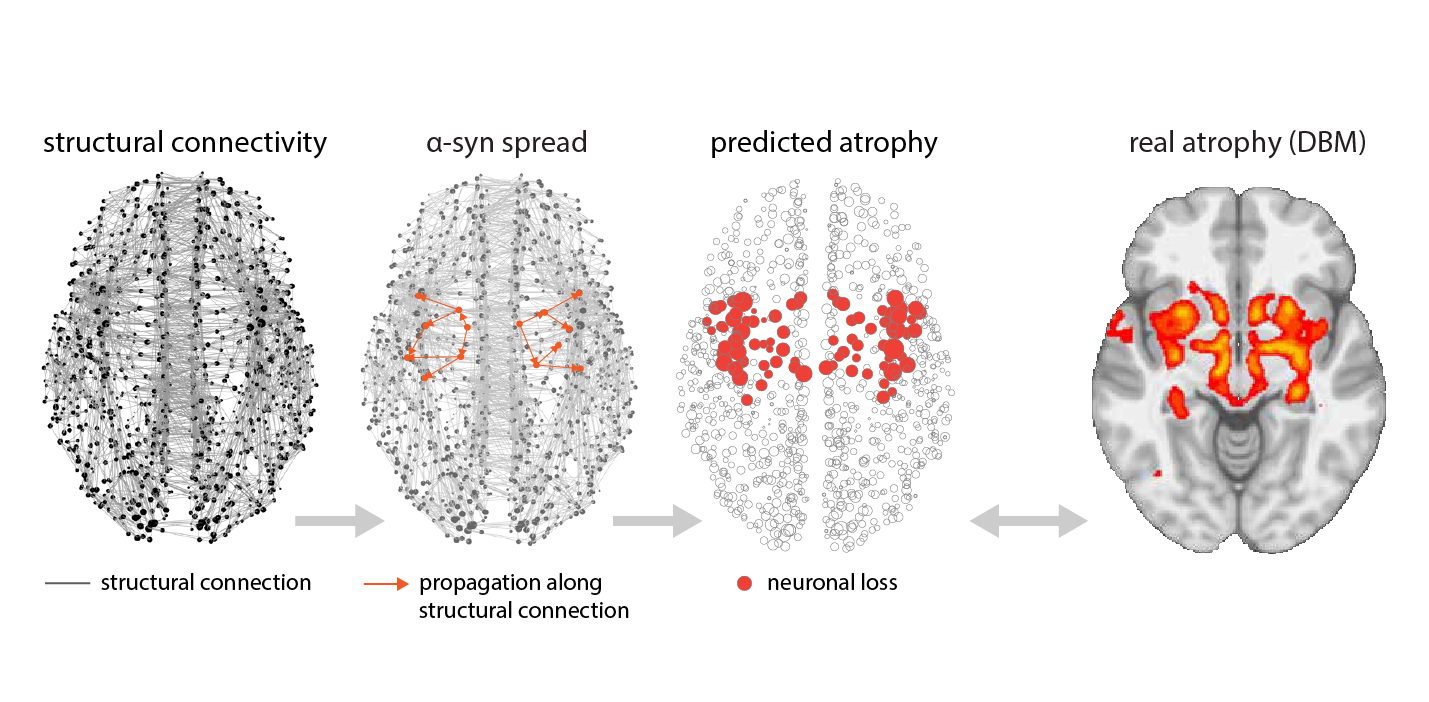 structural connectivity
α-syn spread
predicted atrophy
real atrophy (DBM)
structural connection
propagation along
structural connection
neuronal loss